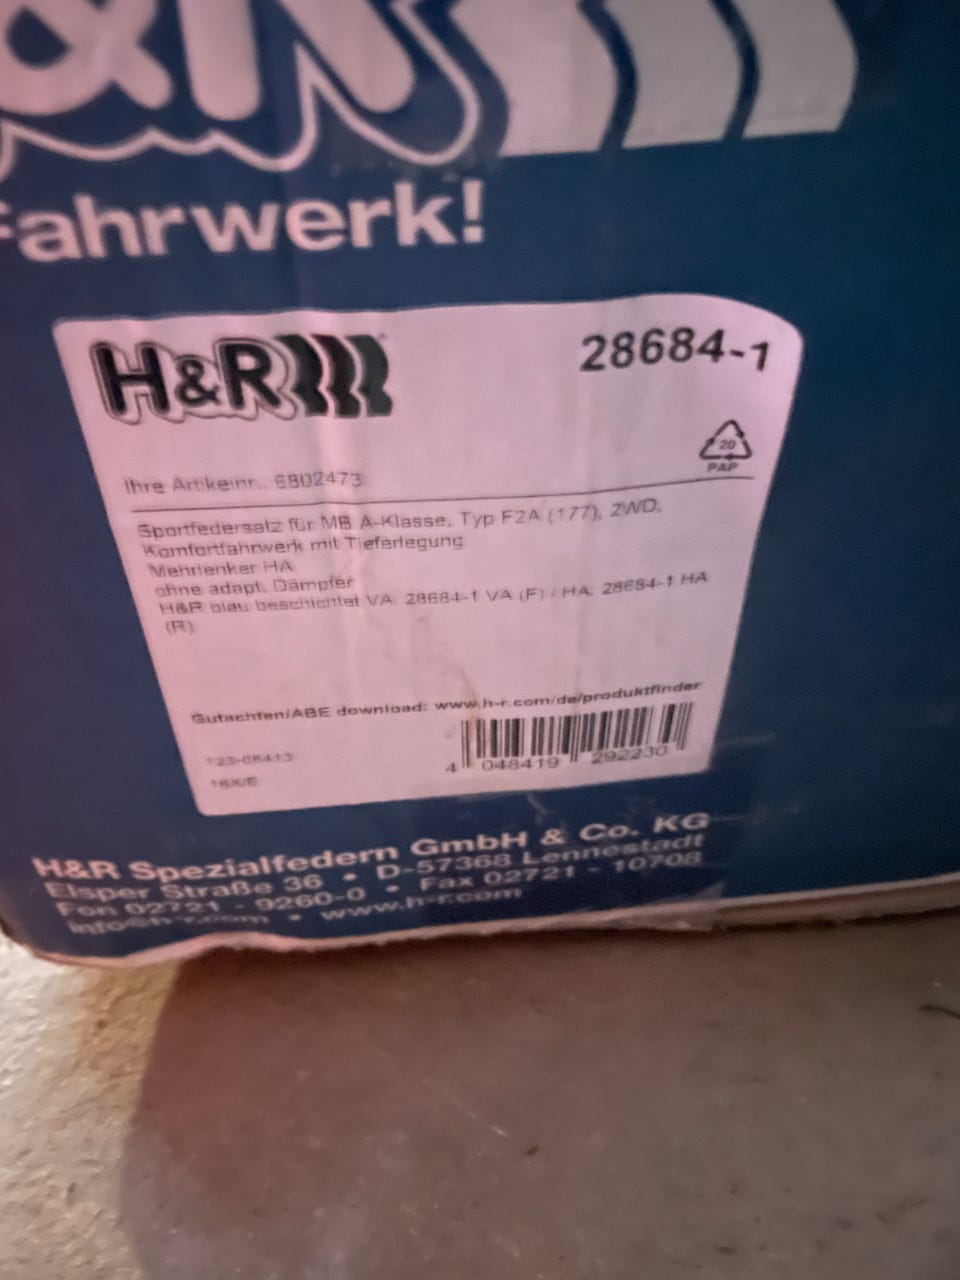 &R
Fahrwerk!
H&R
28684-1
20
PAP
Ihre Artikelnr.: 6802473
Sportfedersatz für MB A-Klasse, Typ F2A (177), 2WD,
Komfortfahrwerk mit Tieferlegung
Mehrlenker HA
ohne adapt. Dämpfer
H&R blau beschichtet VA: 28684-1 VA (F) / HA: 28684-1 HA
(R)
Gutachten/ABE download: www.h-r.com/de/produktfinder
4 048419 292230
H&R Spezialfedern GmbH & Co. KG
Elsper Straße 36 • D-57368 Lennestadt
Fon 02721 - 9260-0 • Fax 02721 - 10708
info@h-r.com • www.h-r.com